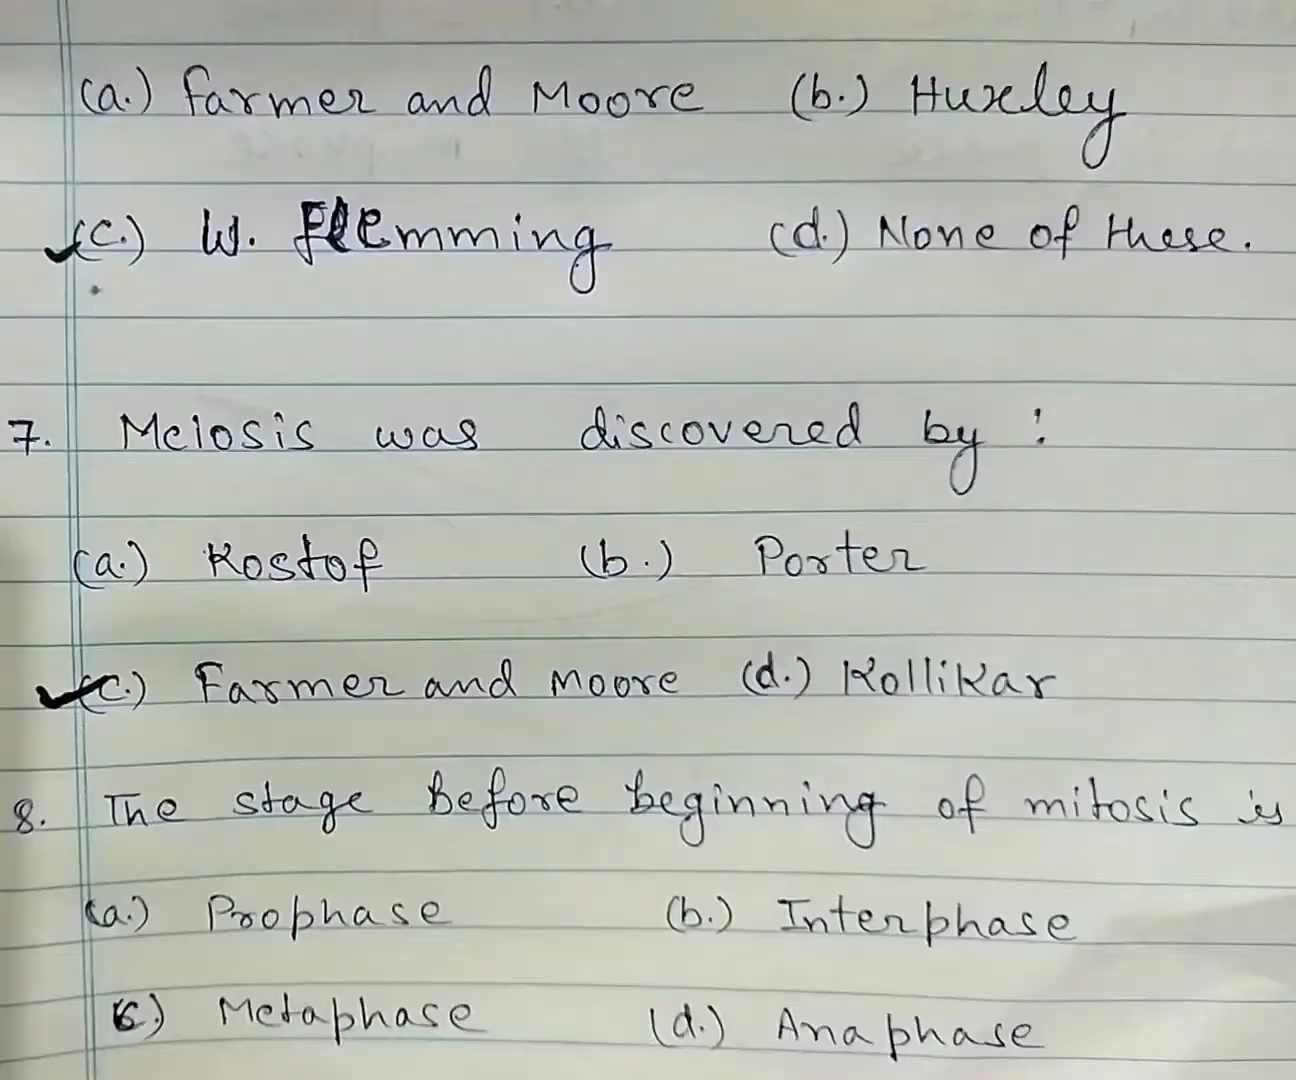 (a.) Farmer and Moore (b.) Huxley
(c.) W. Flemming (d.) None of these.
7. Meiosis was discovered by :
(a.) Kostof (b.) Porter
(c.) Farmer and Moore (d.) Kollikar
8. The stage before beginning of mitosis is
(a.) Prophase (b.) Interphase
(c.) Metaphase (d.) Anaphase